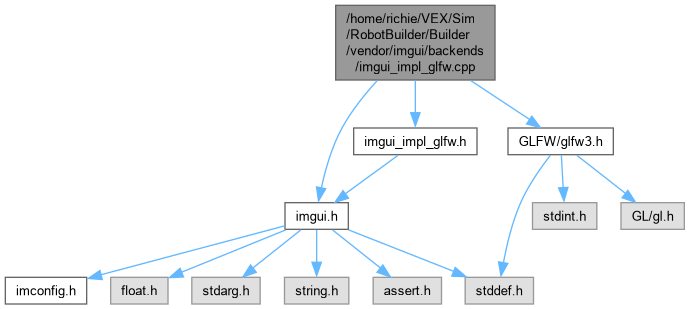 /home/richie/VEX/Sim
/RobotBuilder/Builder
/vendor/imgui/backends
/imgui_impl_glfw.cpp
imgui_impl_glfw.h
GLFW/glfw3.h
imgui.h
stdint.h
GL/gl.h
imconfig.h
float.h
stdarg.h
string.h
assert.h
stddef.h